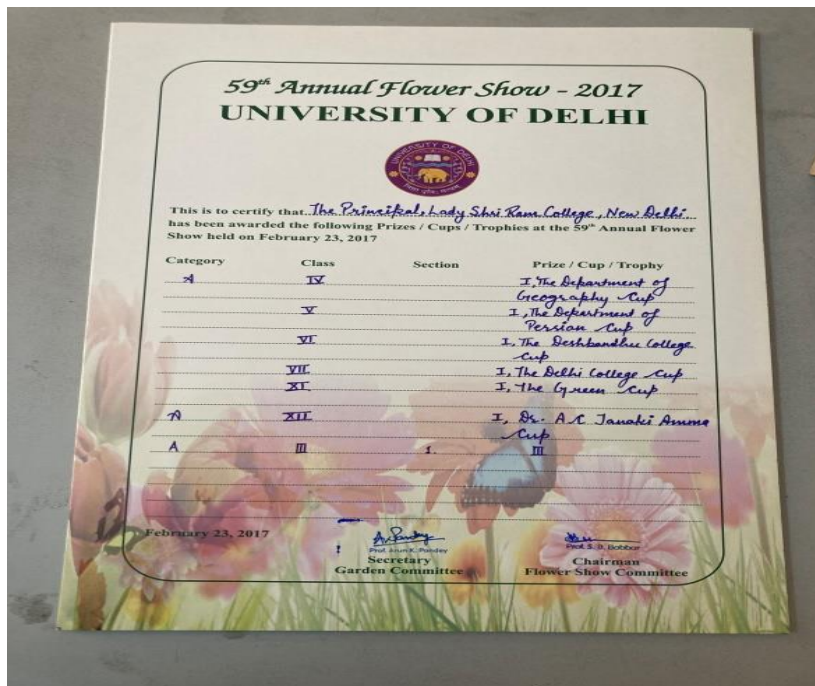 59th Annual Flower Show - 2017
UNIVERSITY OF DELHI
UNIVERSITY OF DELHI
This is to certify that The Principal, Lady Shri Ram College, New Delhi
has been awarded the following Prizes / Cups / Trophies at the 59th Annual Flower
Show held on February 23, 2017
Category Class Section Prize / Cup / Trophy
A IV I, The Department of
Geography Cup
V I, The Department of
Persian Cup
VI I, The Deshbandhu College
Cup
VII I, The Delhi College Cup
XI I, The Green Cup
A XII I, Dr. A C Janaki Amma
Cup
A III 1. III
February 23, 2017
A.Pandey
Prof. Arun K. Pandey Prof. S. B. Babbar
Secretary Chairman
Garden Committee Flower Show Committee